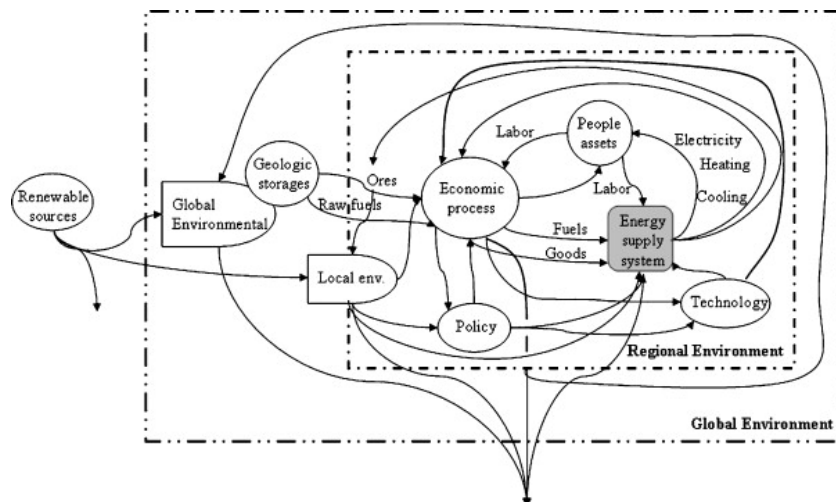 Renewable
sources
Global
Environmental
Geologic
storages
Ores
Raw fuels
Local env.
Labor
Economic
process
People
assets
Labor
Electricity
Heating
Cooling
Fuels
Goods
Energy
supply
system
Policy
Technology
Regional Environment
Global Environment